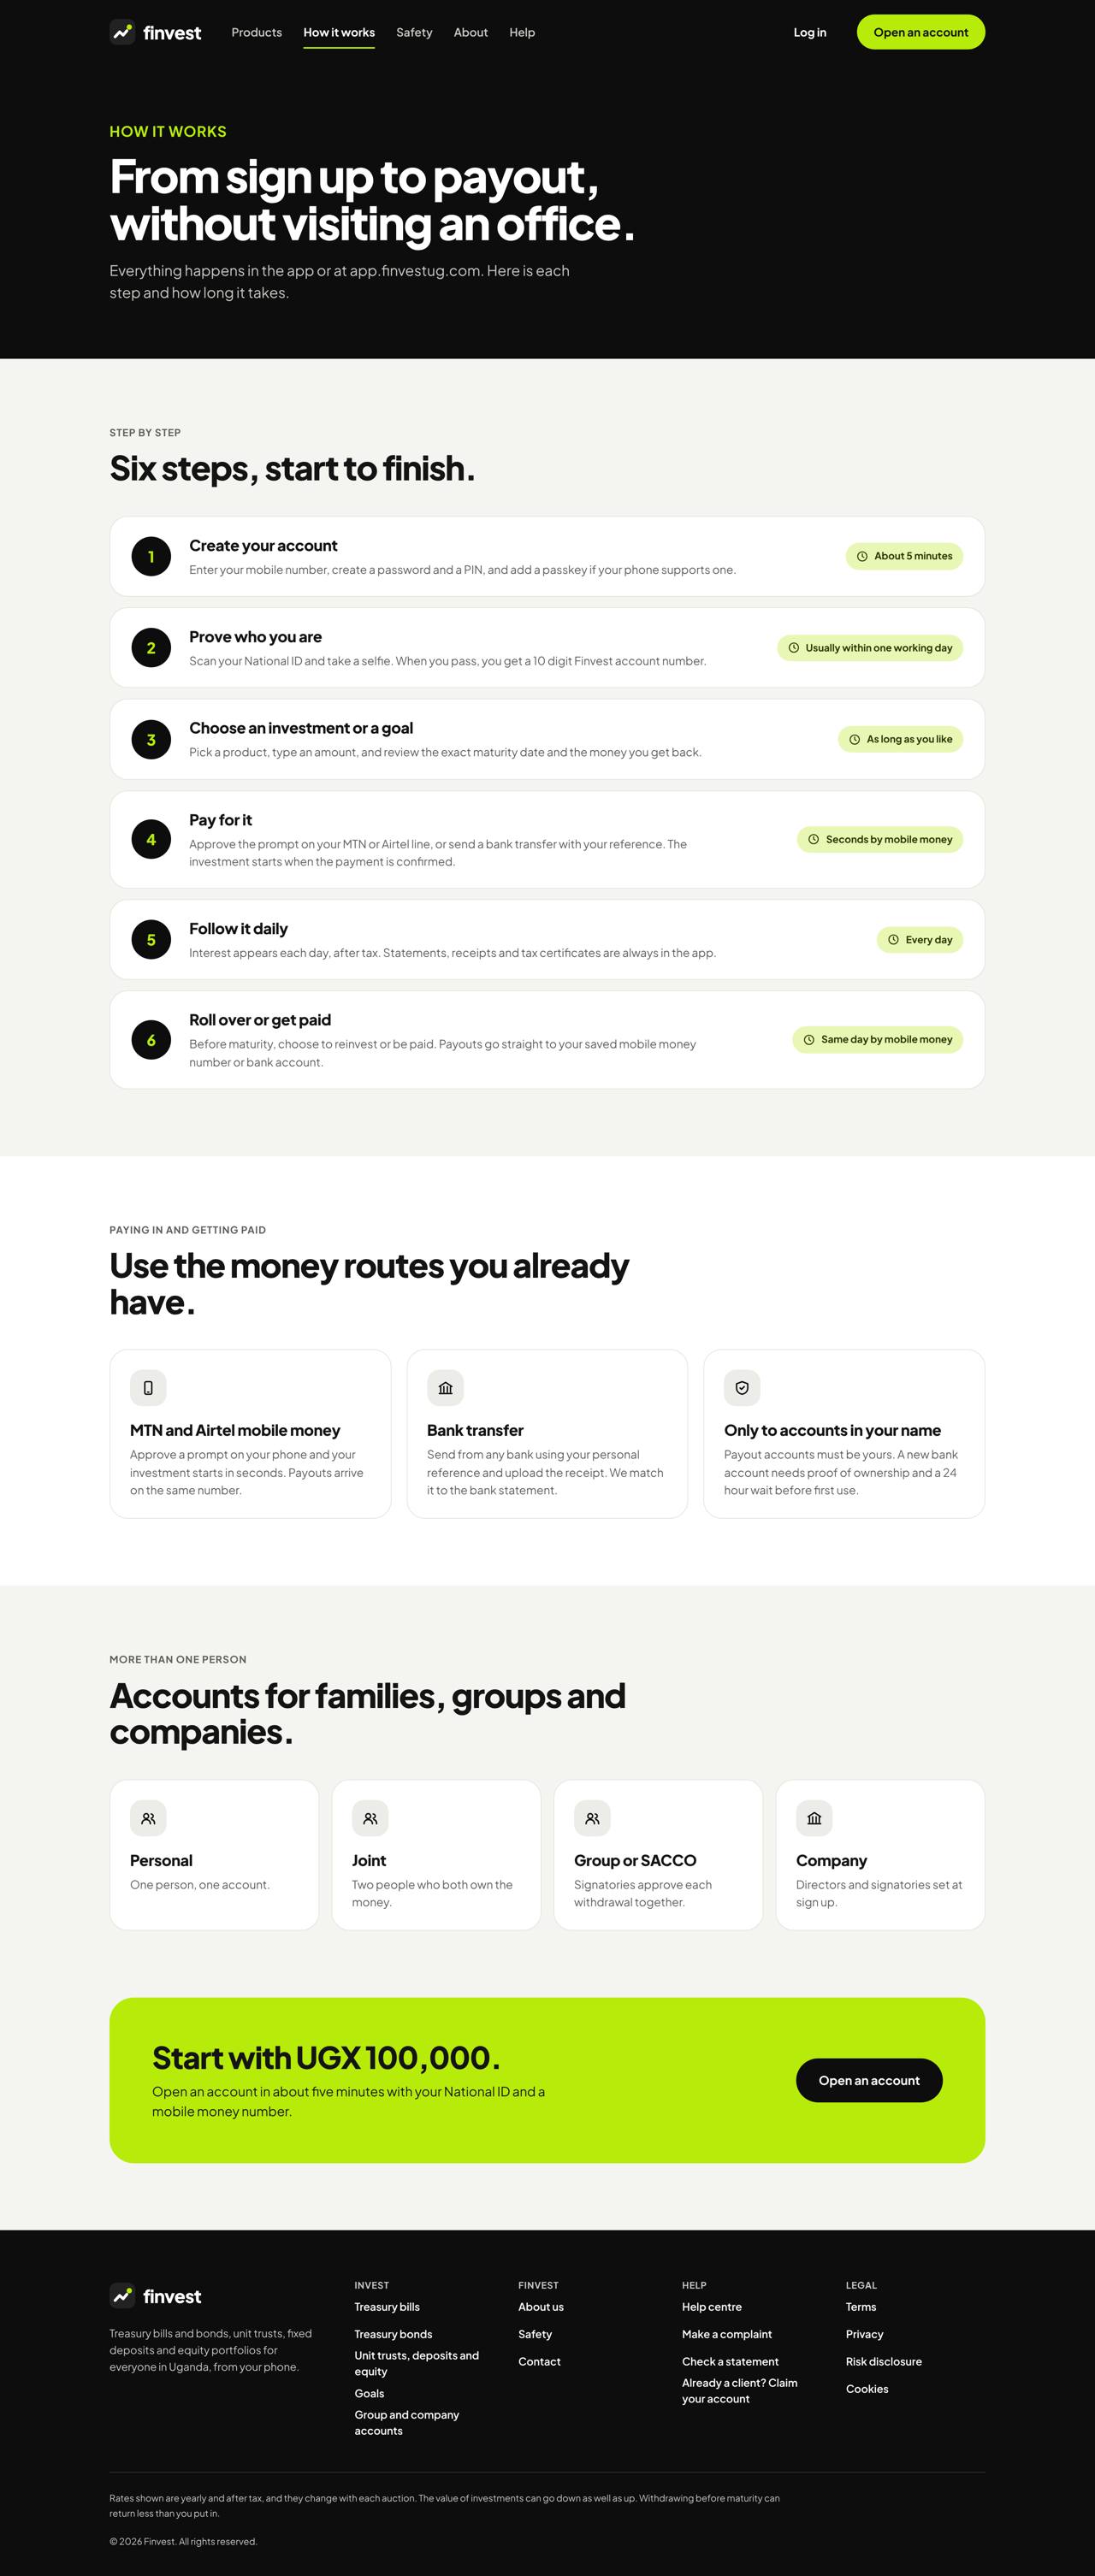 finvest
Products
How it works
Safety
About
Help
Log in
Open an account
HOW IT WORKS
From sign up to payout,
without visiting an office.
Everything happens in the app or at app.finvestug.com. Here is each
step and how long it takes.
STEP BY STEP
Six steps, start to finish.
1
Create your account
Enter your mobile number, create a password and a PIN, and add a passkey if your phone supports one.
About 5 minutes
2
Prove who you are
Scan your National ID and take a selfie. When you pass, you get a 10 digit Finvest account number.
Usually within one working day
3
Choose an investment or a goal
Pick a product, type an amount, and review the exact maturity date and the money you get back.
As long as you like
4
Pay for it
Approve the prompt on your MTN or Airtel line, or send a bank transfer with your reference. The
investment starts when the payment is confirmed.
Seconds by mobile money
5
Follow it daily
Interest appears each day, after tax. Statements, receipts and tax certificates are always in the app.
Every day
6
Roll over or get paid
Before maturity, choose to reinvest or be paid. Payouts go straight to your saved mobile money
number or bank account.
Same day by mobile money
PAYING IN AND GETTING PAID
Use the money routes you already
have.
MTN and Airtel mobile money
Approve a prompt on your phone and your
investment starts in seconds. Payouts arrive
on the same number.
Bank transfer
Send from any bank using your personal
reference and upload the receipt. We match
it to the bank statement.
Only to accounts in your name
Payout accounts must be yours. A new bank
account needs proof of ownership and a 24
hour wait before first use.
MORE THAN ONE PERSON
Accounts for families, groups and
companies.
Personal
One person, one account.
Joint
Two people who both own the
money.
Group or SACCO
Signatories approve each
withdrawal together.
Company
Directors and signatories set at
sign up.
Start with UGX 100,000.
Open an account in about five minutes with your National ID and a
mobile money number.
Open an account
finvest
Treasury bills and bonds, unit trusts, fixed
deposits and equity portfolios for
everyone in Uganda, from your phone.
INVEST
Treasury bills
Treasury bonds
Unit trusts, deposits and
equity
Goals
Group and company
accounts
FINVEST
About us
Safety
Contact
HELP
Help centre
Make a complaint
Check a statement
Already a client? Claim
your account
LEGAL
Terms
Privacy
Risk disclosure
Cookies
Rates shown are yearly and after tax, and they change with each auction. The value of investments can go down as well as up. Withdrawing before maturity can
return less than you put in.
© 2026 Finvest. All rights reserved.